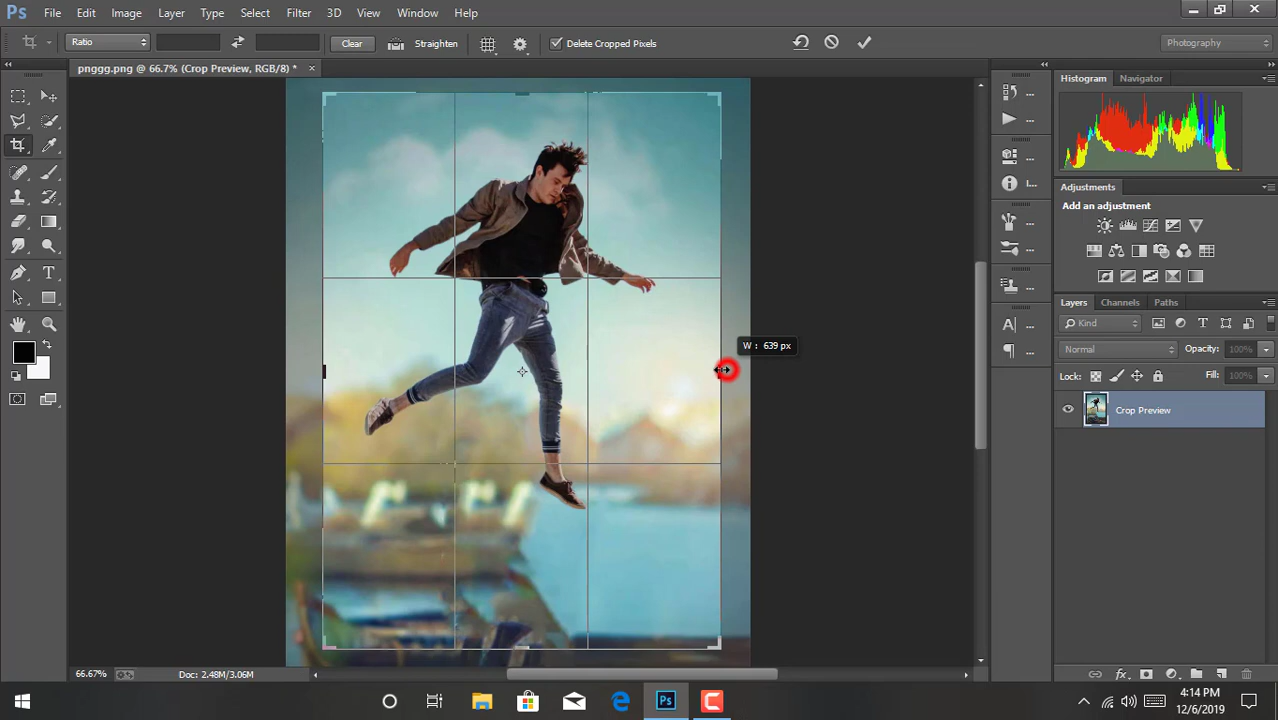 Ps File Edit Image Layer Type Select Filter 3D View Window Help
Ratio Clear Straighten Delete Cropped Pixels Photography
pnggg.png @ 66.7% (Crop Preview, RGB/8) * ×
Histogram Navigator
Adjustments
Add an adjustment
Layers Channels Paths
Kind
Normal Opacity: 100%
W : 639 px
Lock: Fill: 100%
Crop Preview
66.67% Doc: 2.48M/3.06M
4:14 PM
12/6/2019